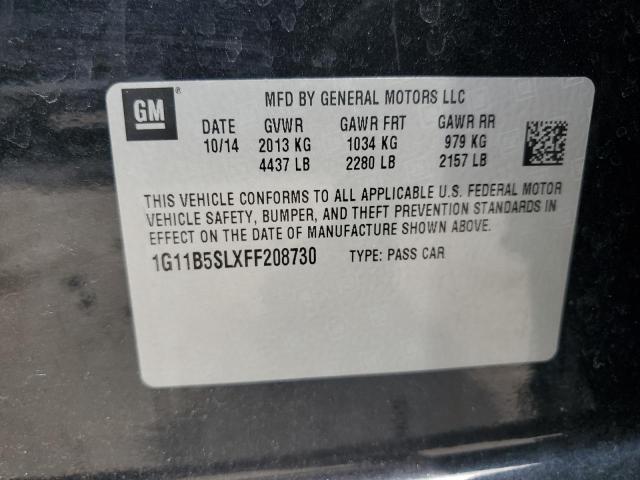 GM
MFD BY GENERAL MOTORS LLC
DATE GVWR GAWR FRT GAWR RR
10/14 2013 KG 1034 KG 979 KG
4437 LB 2280 LB 2157 LB
THIS VEHICLE CONFORMS TO ALL APPLICABLE U.S. FEDERAL MOTOR
VEHICLE SAFETY, BUMPER, AND THEFT PREVENTION STANDARDS IN
EFFECT ON THE DATE OF MANUFACTURE SHOWN ABOVE.
1G11B5SLXFF208730 TYPE: PASS CAR